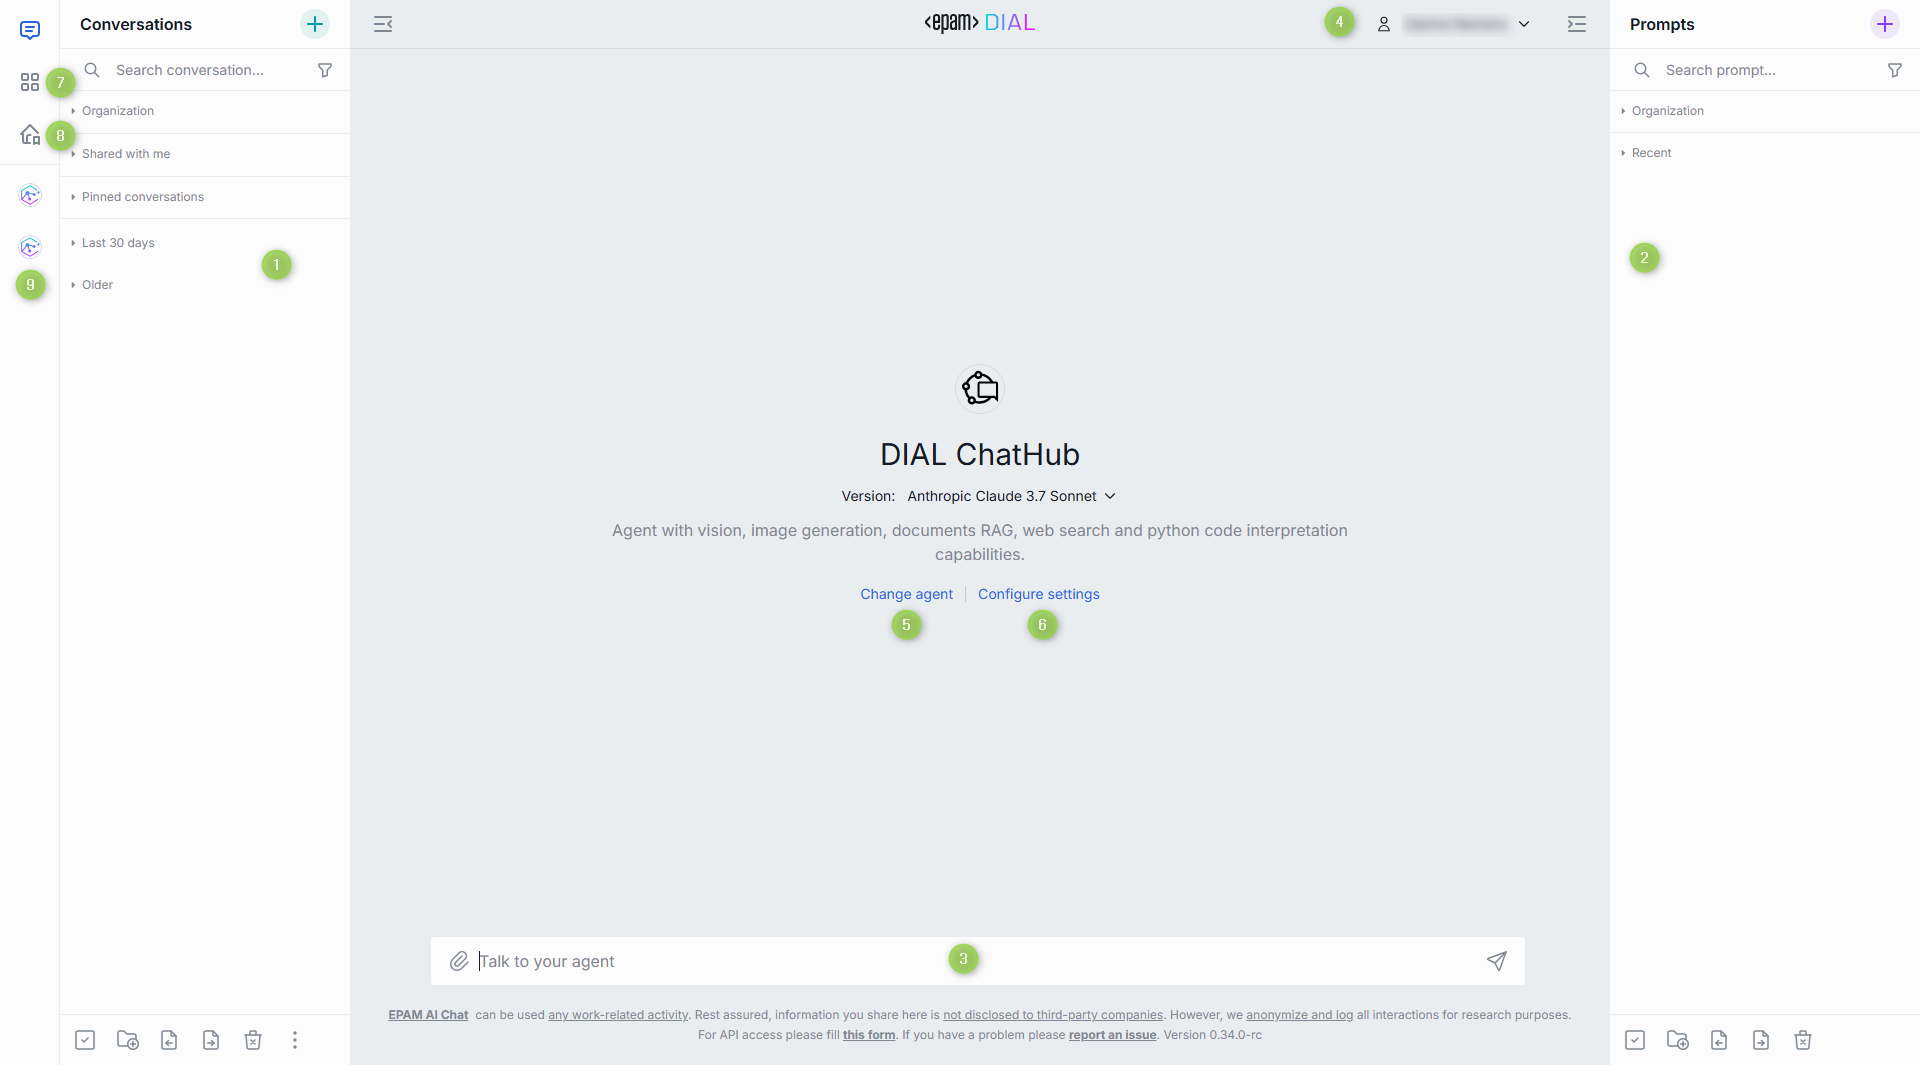 Conversations
<epam> DIAL
4
Prompts
7
Search conversation...
Search prompt...
Organization
Organization
8
Shared with me
Recent
Pinned conversations
Last 30 days
1
2
9
Older
DIAL ChatHub
Version: Anthropic Claude 3.7 Sonnet
Agent with vision, image generation, documents RAG, web search and python code interpretation
capabilities.
Change agent
Configure settings
5
6
Talk to your agent
3
EPAM AI Chat can be used any work-related activity. Rest assured, information you share here is not disclosed to third-party companies. However, we anonymize and log all interactions for research purposes.
For API access please fill this form. If you have a problem please report an issue. Version 0.34.0-rc